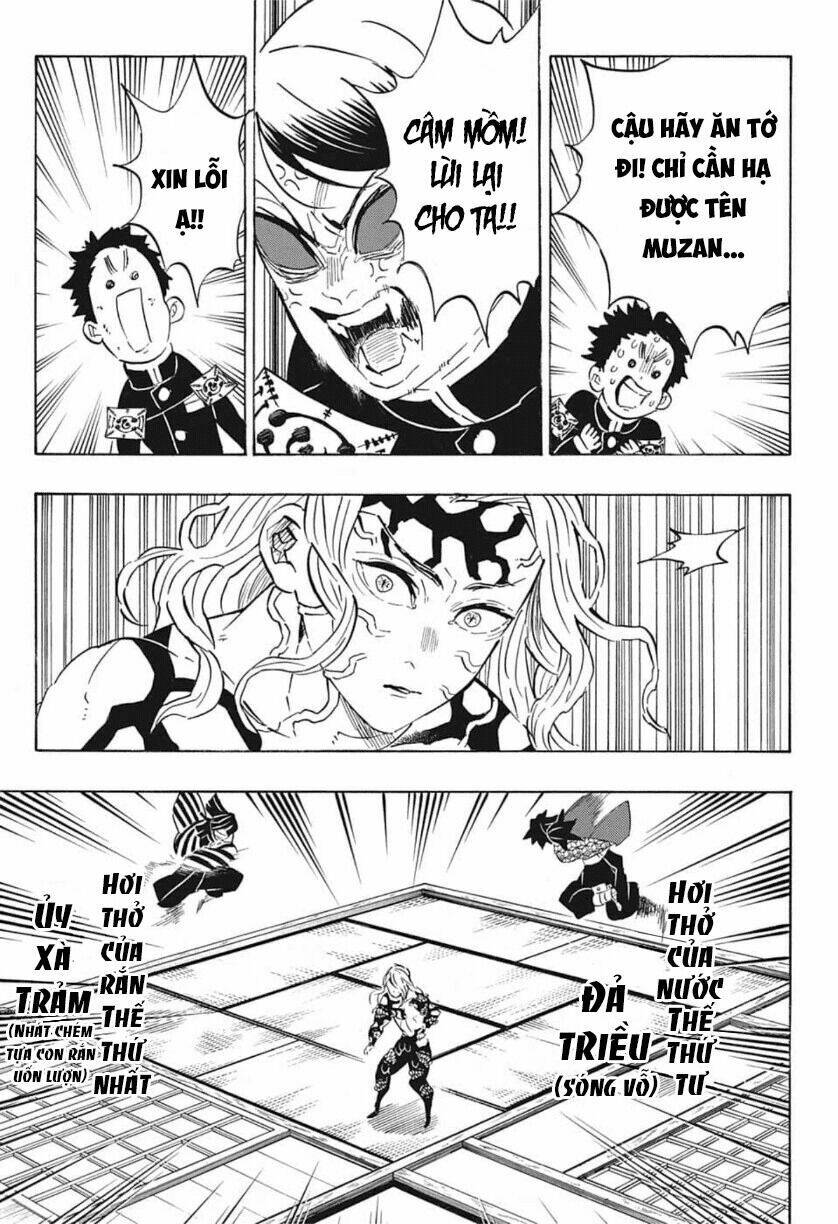 CẬU HÃY ĂN TỚ
ĐI! CHỈ CẦN HẠ
ĐƯỢC TÊN
MUZAN...
CÂM MỒM!
LÙI LẠI
CHO TA!!
XIN LỖI
Ạ!!
HƠI
THỞ
CỦA
NƯỚC
THẾ
THỨ
TƯ
ĐẢ
TRIỀU
(SÓNG VỖ)
HƠI
THỞ
CỦA
RẮN
THẾ
THỨ
NHẤT
ỦY
XÀ
TRẢM
(NHÁT CHÉM
TỰA CON RẮN
UỐN LƯỢN)